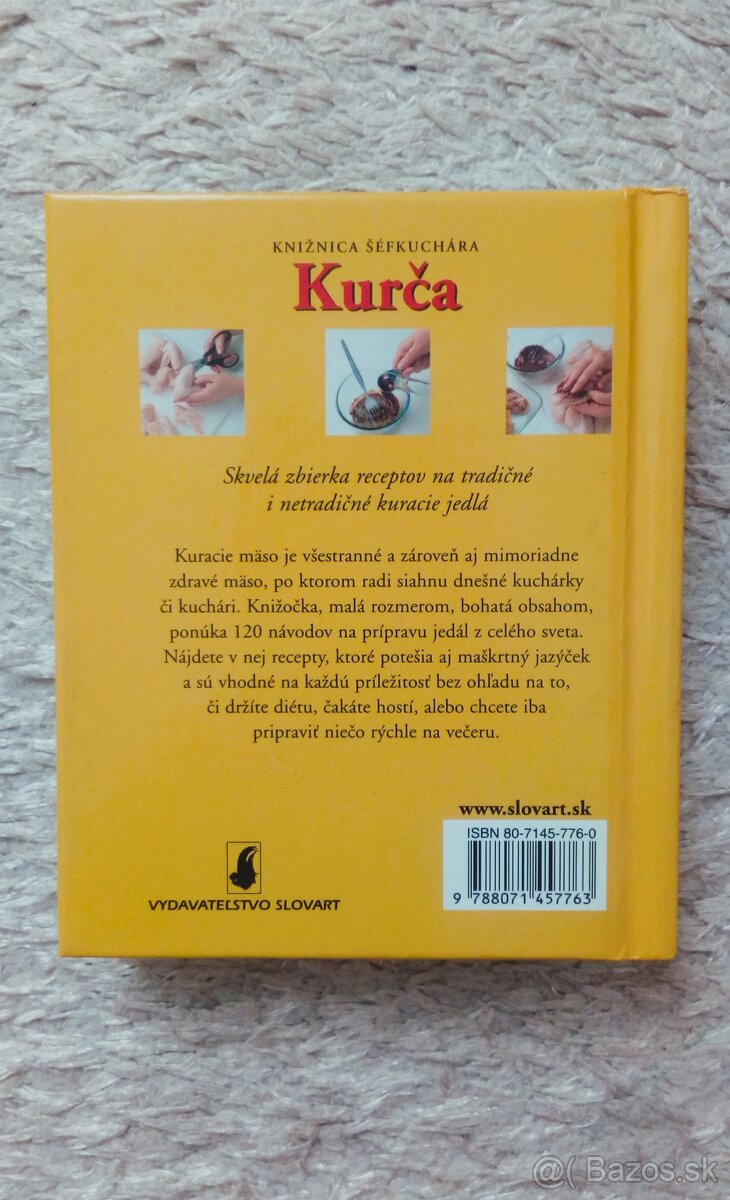 KNIŽNICA ŠÉFKUCHÁRA
Kurča
Skvelá zbierka receptov na tradičné
i netradičné kuracie jedlá
Kuracie mäso je všestranné a zároveň aj mimoriadne
zdravé mäso, po ktorom radi siahnu dnešné kuchárky
či kuchári. Knižočka, malá rozmerom, bohatá obsahom,
ponúka 120 návodov na prípravu jedál z celého sveta.
Nájdete v nej recepty, ktoré potešia aj maškrtný jazýček
a sú vhodné na každú príležitosť bez ohľadu na to,
či držíte diétu, čakáte hostí, alebo chcete iba
pripraviť niečo rýchle na večeru.
www.slovart.sk
ISBN 80-7145-776-0
9 788071 457763
VYDAVATEĽSTVO SLOVART
@( Bazos.sk